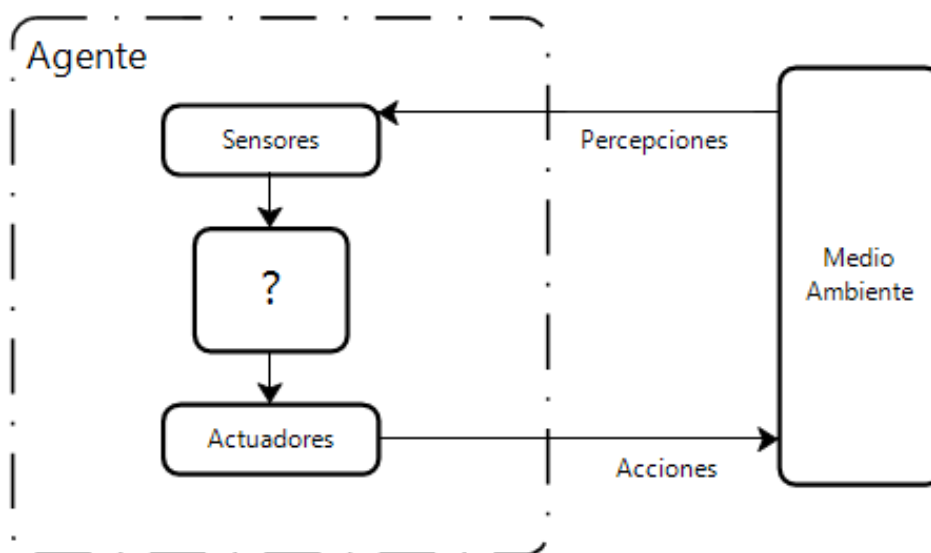 Agente
Sensores
Percepciones
?
Medio
Ambiente
Actuadores
Acciones